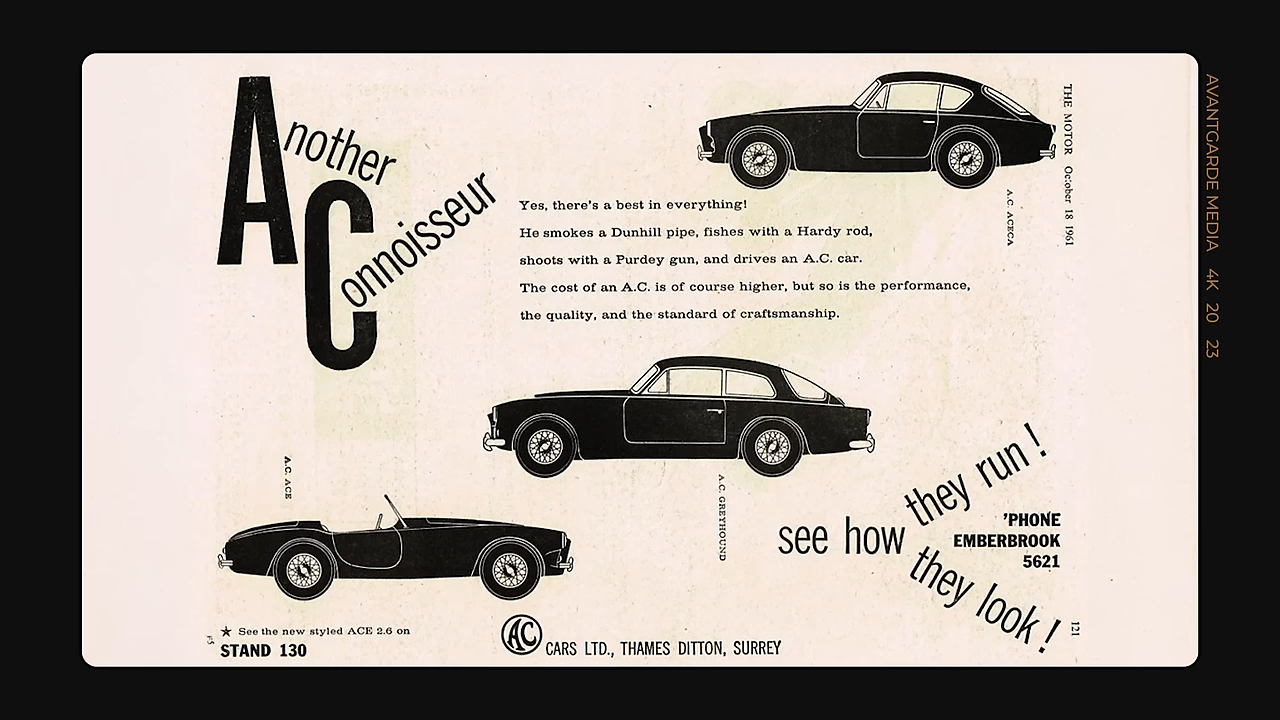 Another
Connoisseur
THE MOTOR October 18 1961
A.C. ACECA
Yes, there's a best in everything!
He smokes a Dunhill pipe, fishes with a Hardy rod,
shoots with a Purdey gun, and drives an A.C. car.
The cost of an A.C. is of course higher, but so is the performance,
the quality, and the standard of craftsmanship.
A.C. ACE
A.C. GREYHOUND
see how
they run !
they look !
'PHONE
EMBERBROOK
5621
★ See the new styled ACE 2.6 on
STAND 130
AC CARS LTD., THAMES DITTON, SURREY
121
AVANTGARDE MEDIA 4K 20 23